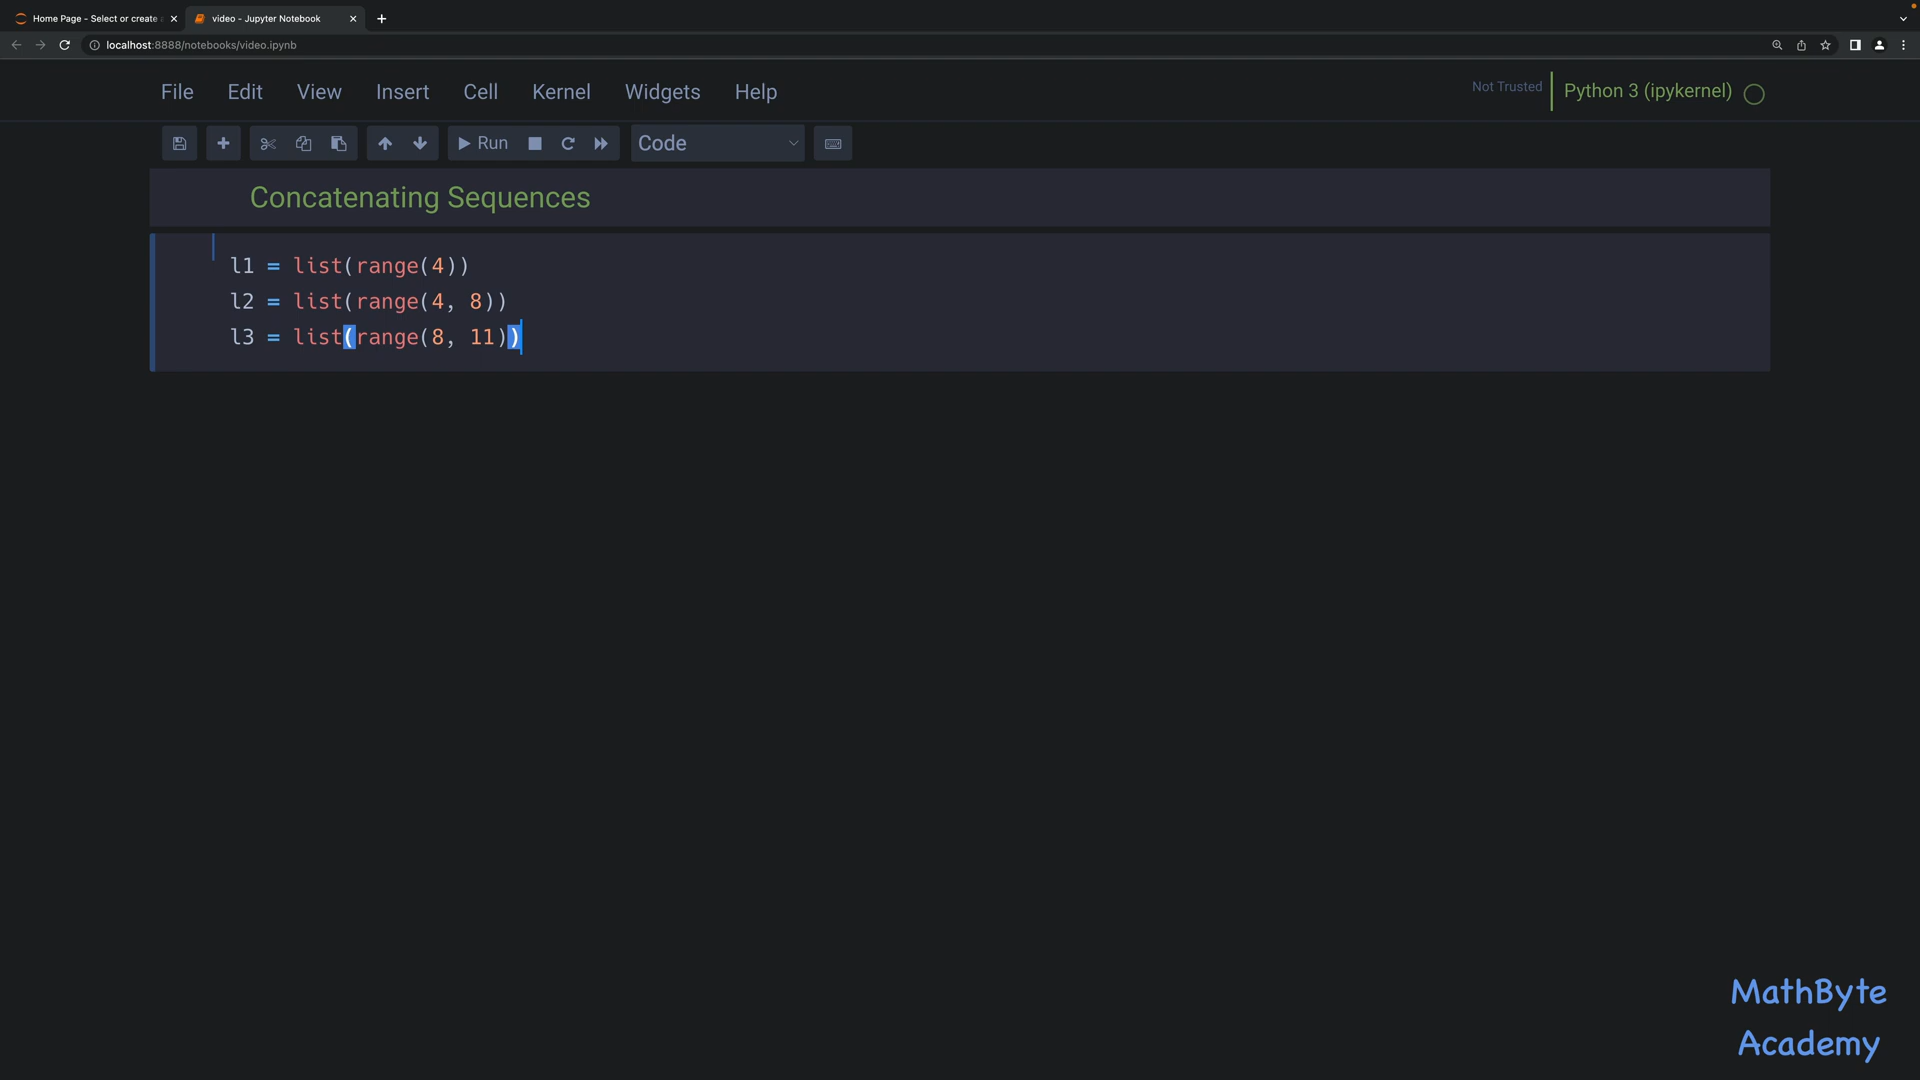 Home Page - Select or create
video - Jupyter Notebook
localhost:8888/notebooks/video.ipynb
File Edit View Insert Cell Kernel Widgets Help
Not Trusted
Python 3 (ipykernel)
Run
Code
Concatenating Sequences
l1 = list(range(4))
l2 = list(range(4, 8))
l3 = list(range(8, 11))
MathByte
Academy